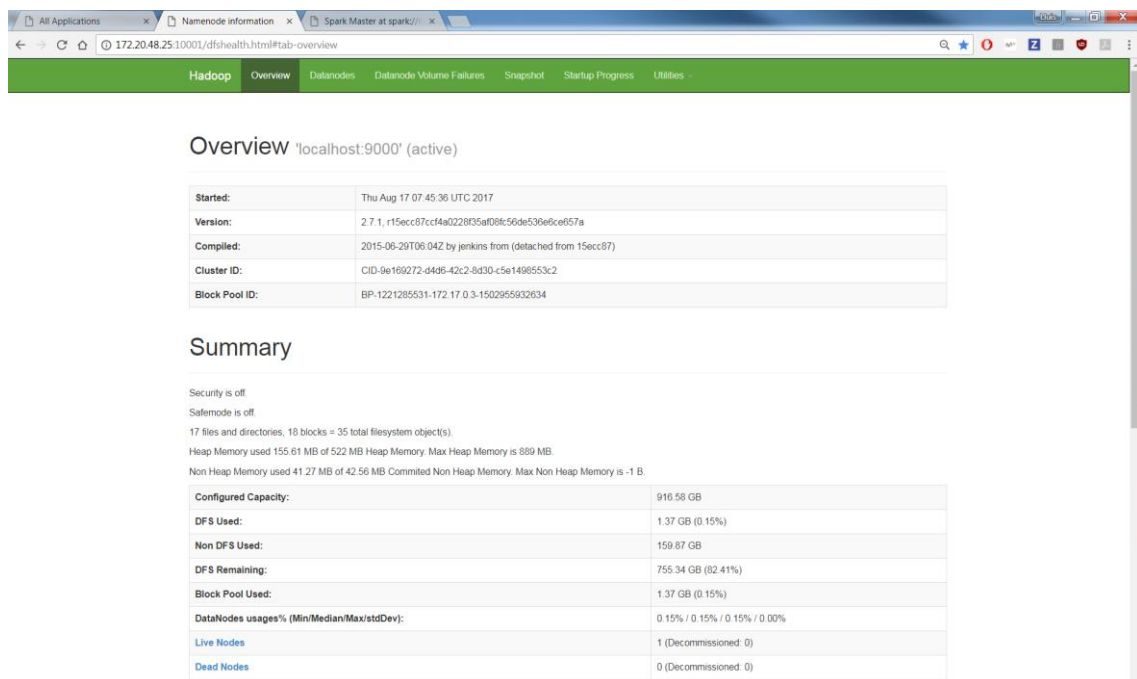 All Applications
Namenode information
Spark Master at spark://
172.20.48.25:10001/dfshealth.html#tab-overview
Hadoop Overview Datanodes Datanode Volume Failures Snapshot Startup Progress Utilities
Overview 'localhost:9000' (active)
Started: Thu Aug 17 07:45:36 UTC 2017
Version: 2.7.1, r15ecc87ccf4a0228f35af08fc56de536e6ce657a
Compiled: 2015-06-29T06:04Z by jenkins from (detached from 15ecc87)
Cluster ID: CID-9e169272-d4d6-42c2-8d30-c5e1498553c2
Block Pool ID: BP-1221285531-172.17.0.3-1502955932634
Summary
Security is off.
Safemode is off.
17 files and directories, 18 blocks = 35 total filesystem object(s).
Heap Memory used 155.61 MB of 522 MB Heap Memory. Max Heap Memory is 889 MB.
Non Heap Memory used 41.27 MB of 42.56 MB Commited Non Heap Memory. Max Non Heap Memory is -1 B.
Configured Capacity: 916.58 GB
DFS Used: 1.37 GB (0.15%)
Non DFS Used: 159.87 GB
DFS Remaining: 755.34 GB (82.41%)
Block Pool Used: 1.37 GB (0.15%)
DataNodes usages% (Min/Median/Max/stdDev): 0.15% / 0.15% / 0.15% / 0.00%
Live Nodes 1 (Decommissioned: 0)
Dead Nodes 0 (Decommissioned: 0)